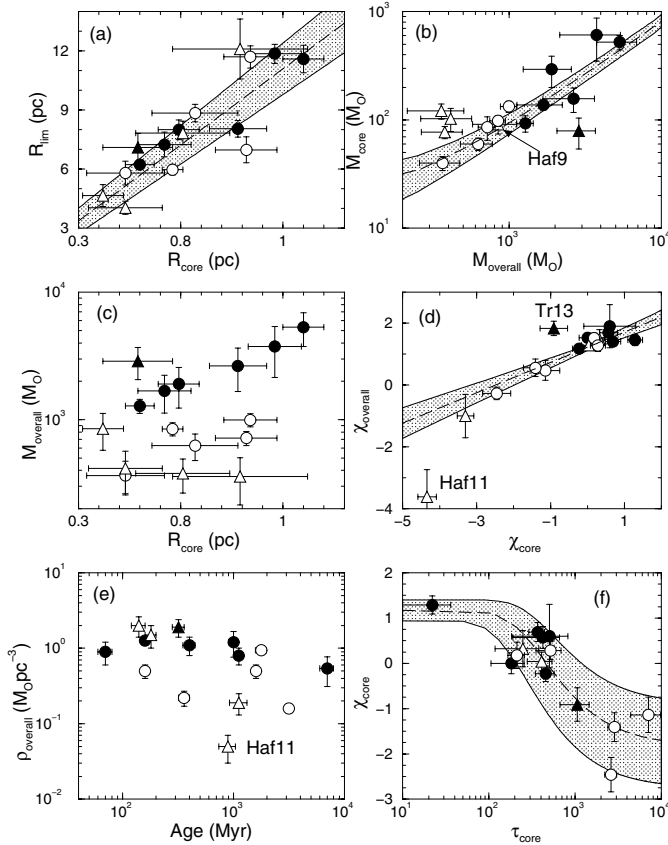 (a)
12
9
6
3
R_lim (pc)
0.3 0.8 1
R_core (pc)
(b)
10^3
10^2
10^1
M_core (M_O)
Haf9
10^3 10^4
M_overall (M_O)
(c)
10^4
10^3
M_overall (M_O)
0.3 0.8 1
R_core (pc)
(d)
Tr13
Haf11
4
2
0
−2
−4
χ_overall
−5 −3 −1 1
χ_core
(e)
10^1
10^0
10^−1
10^−2
ρ_overall (M_O pc^−3)
Haf11
10^2 10^3 10^4
Age (Myr)
(f)
2
1
0
−1
−2
−3
χ_core
10^1 10^2 10^3 10^4
τ_core